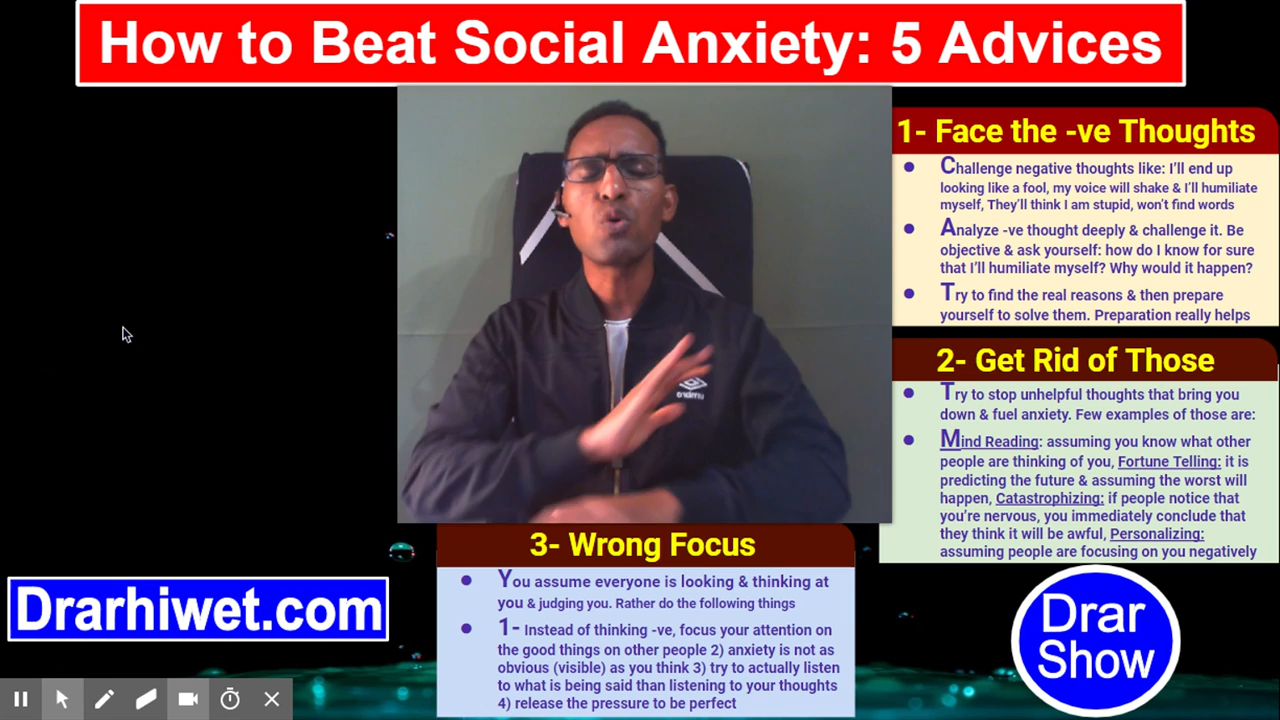 How to Beat Social Anxiety: 5 Advices
1- Face the -ve Thoughts
Challenge negative thoughts like: I'll end up
looking like a fool, my voice will shake & I'll humiliate
myself, They'll think I am stupid, won't find words
Analyze -ve thought deeply & challenge it. Be
objective & ask yourself: how do I know for sure
that I'll humiliate myself? Why would it happen?
Try to find the real reasons & then prepare
yourself to solve them. Preparation really helps
2- Get Rid of Those
Try to stop unhelpful thoughts that bring you
down & fuel anxiety. Few examples of those are:
Mind Reading: assuming you know what other
people are thinking of you, Fortune Telling: it is
predicting the future & assuming the worst will
happen, Catastrophizing: if people notice that
you're nervous, you immediately conclude that
they think it will be awful, Personalizing:
assuming people are focusing on you negatively
3- Wrong Focus
You assume everyone is looking & thinking at
you & judging you. Rather do the following things
1- Instead of thinking -ve, focus your attention on
the good things on other people 2) anxiety is not as
obvious (visible) as you think 3) try to actually listen
to what is being said than listening to your thoughts
4) release the pressure to be perfect
Drarhiwet.com
Drar
Show